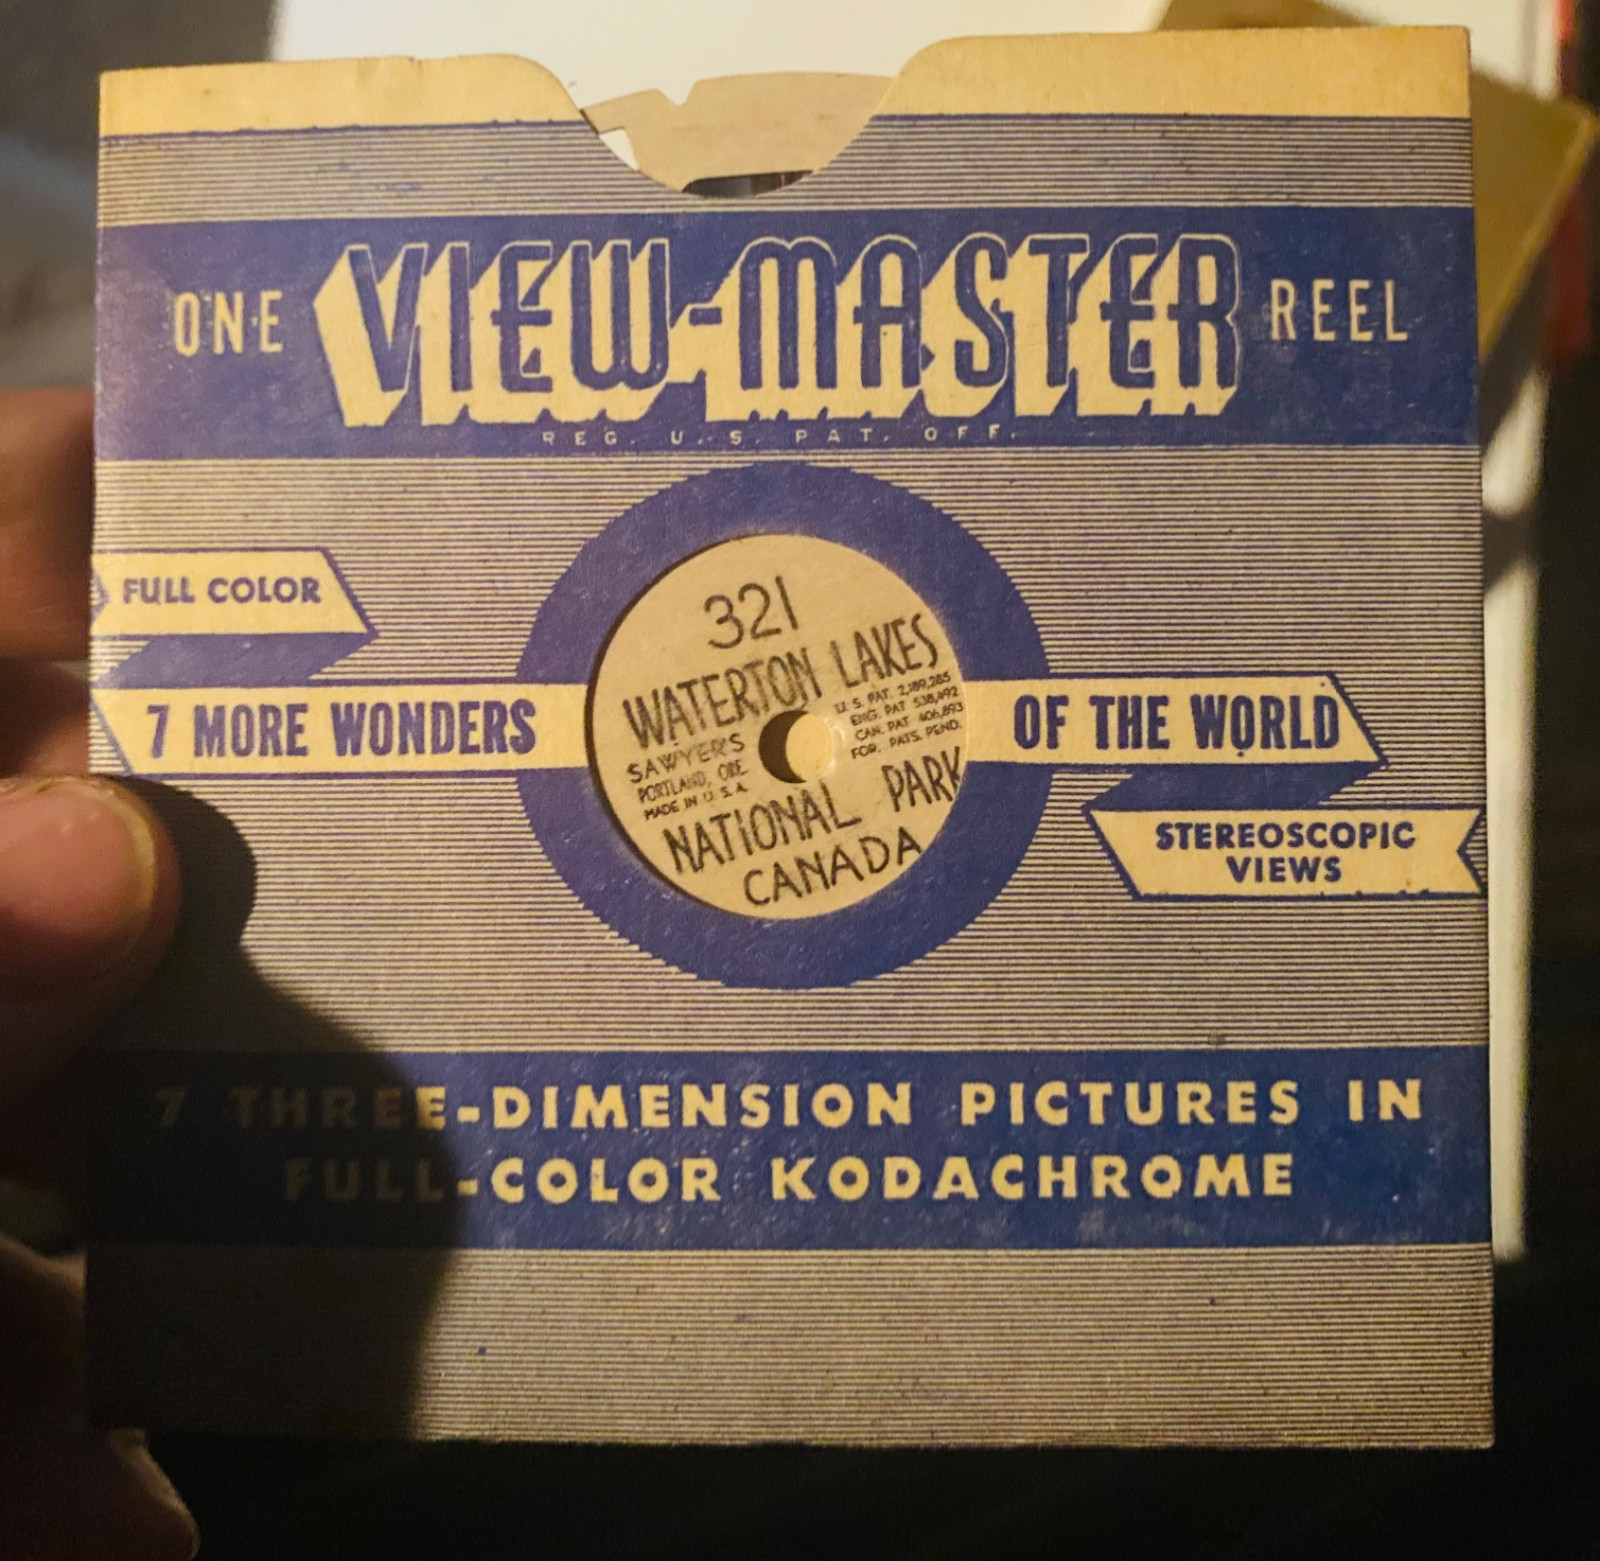 ONE VIEW-MASTER REEL
REG. U. S. PAT. OFF.
FULL COLOR
7 MORE WONDERS OF THE WORLD
STEREOSCOPIC
VIEWS
321
WATERTON LAKES
SAWYER'S
PORTLAND, ORE.
MADE IN U. S. A.
U. S. PAT. 2,189,285
ENG. PAT 538,492
CAN. PAT. 406,893
FOR. PATS. PEND.
NATIONAL PARK
CANADA
7 THREE-DIMENSION PICTURES IN
FULL-COLOR KODACHROME